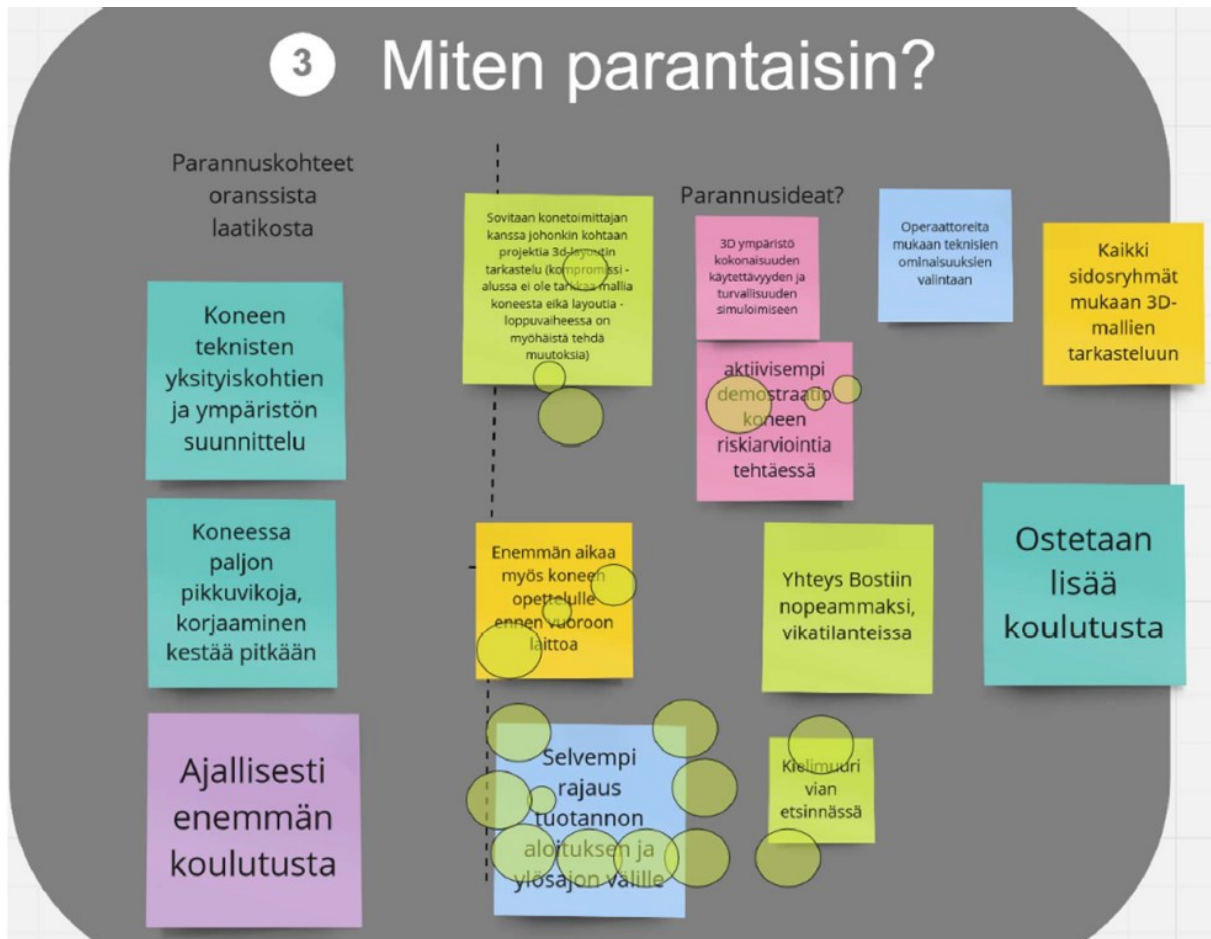 3 Miten parantaisin?
Parannuskohteet
oranssista
laatikosta
Koneen
teknisten
yksityiskohtien
ja ympäristön
suunnittelu
Koneessa
paljon
pikkuvikoja,
korjaaminen
kestää pitkään
Ajallisesti
enemmän
koulutusta
Parannusideat?
Sovitaan konetoimittajan
kanssa johonkin kohtaan
projektia 3d-layoutin
tarkastelu (kompromissi -
alussa ei ole tarkkaa mallia
koneesta eikä layoutia -
loppuvaiheessa on
myöhäistä tehdä
muutoksia)
3D ympäristö
kokonaisuuden
käytettävyyden ja
turvallisuuden
simuloimiseen
Operaattoreita
mukaan teknisien
ominaisuuksien
valintaan
Kaikki
sidosryhmät
mukaan 3D-
mallien
tarkasteluun
aktiivisempi
demostraatio
koneen
riskiarviointia
tehtäessä
Enemmän aikaa
myös koneen
opettelulle
ennen vuoroon
laittoa
Yhteys Bostiin
nopeammaksi,
vikatilanteissa
Ostetaan
lisää
koulutusta
Selvempi
rajaus
tuotannon
aloituksen ja
ylösajon välille
Kielimuuri
vian
etsinnässä